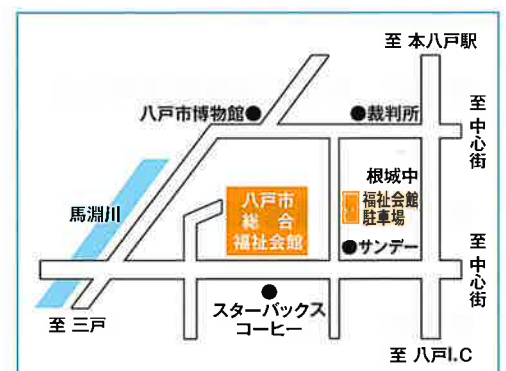 至 本八戸駅
八戸市博物館
裁判所
至 中心街
根城中
馬淵川
八戸市
総合
福祉会館
福祉会館
駐車場
サンデー
至 中心街
スターバックス
コーヒー
至 三戸
至 八戸I.C